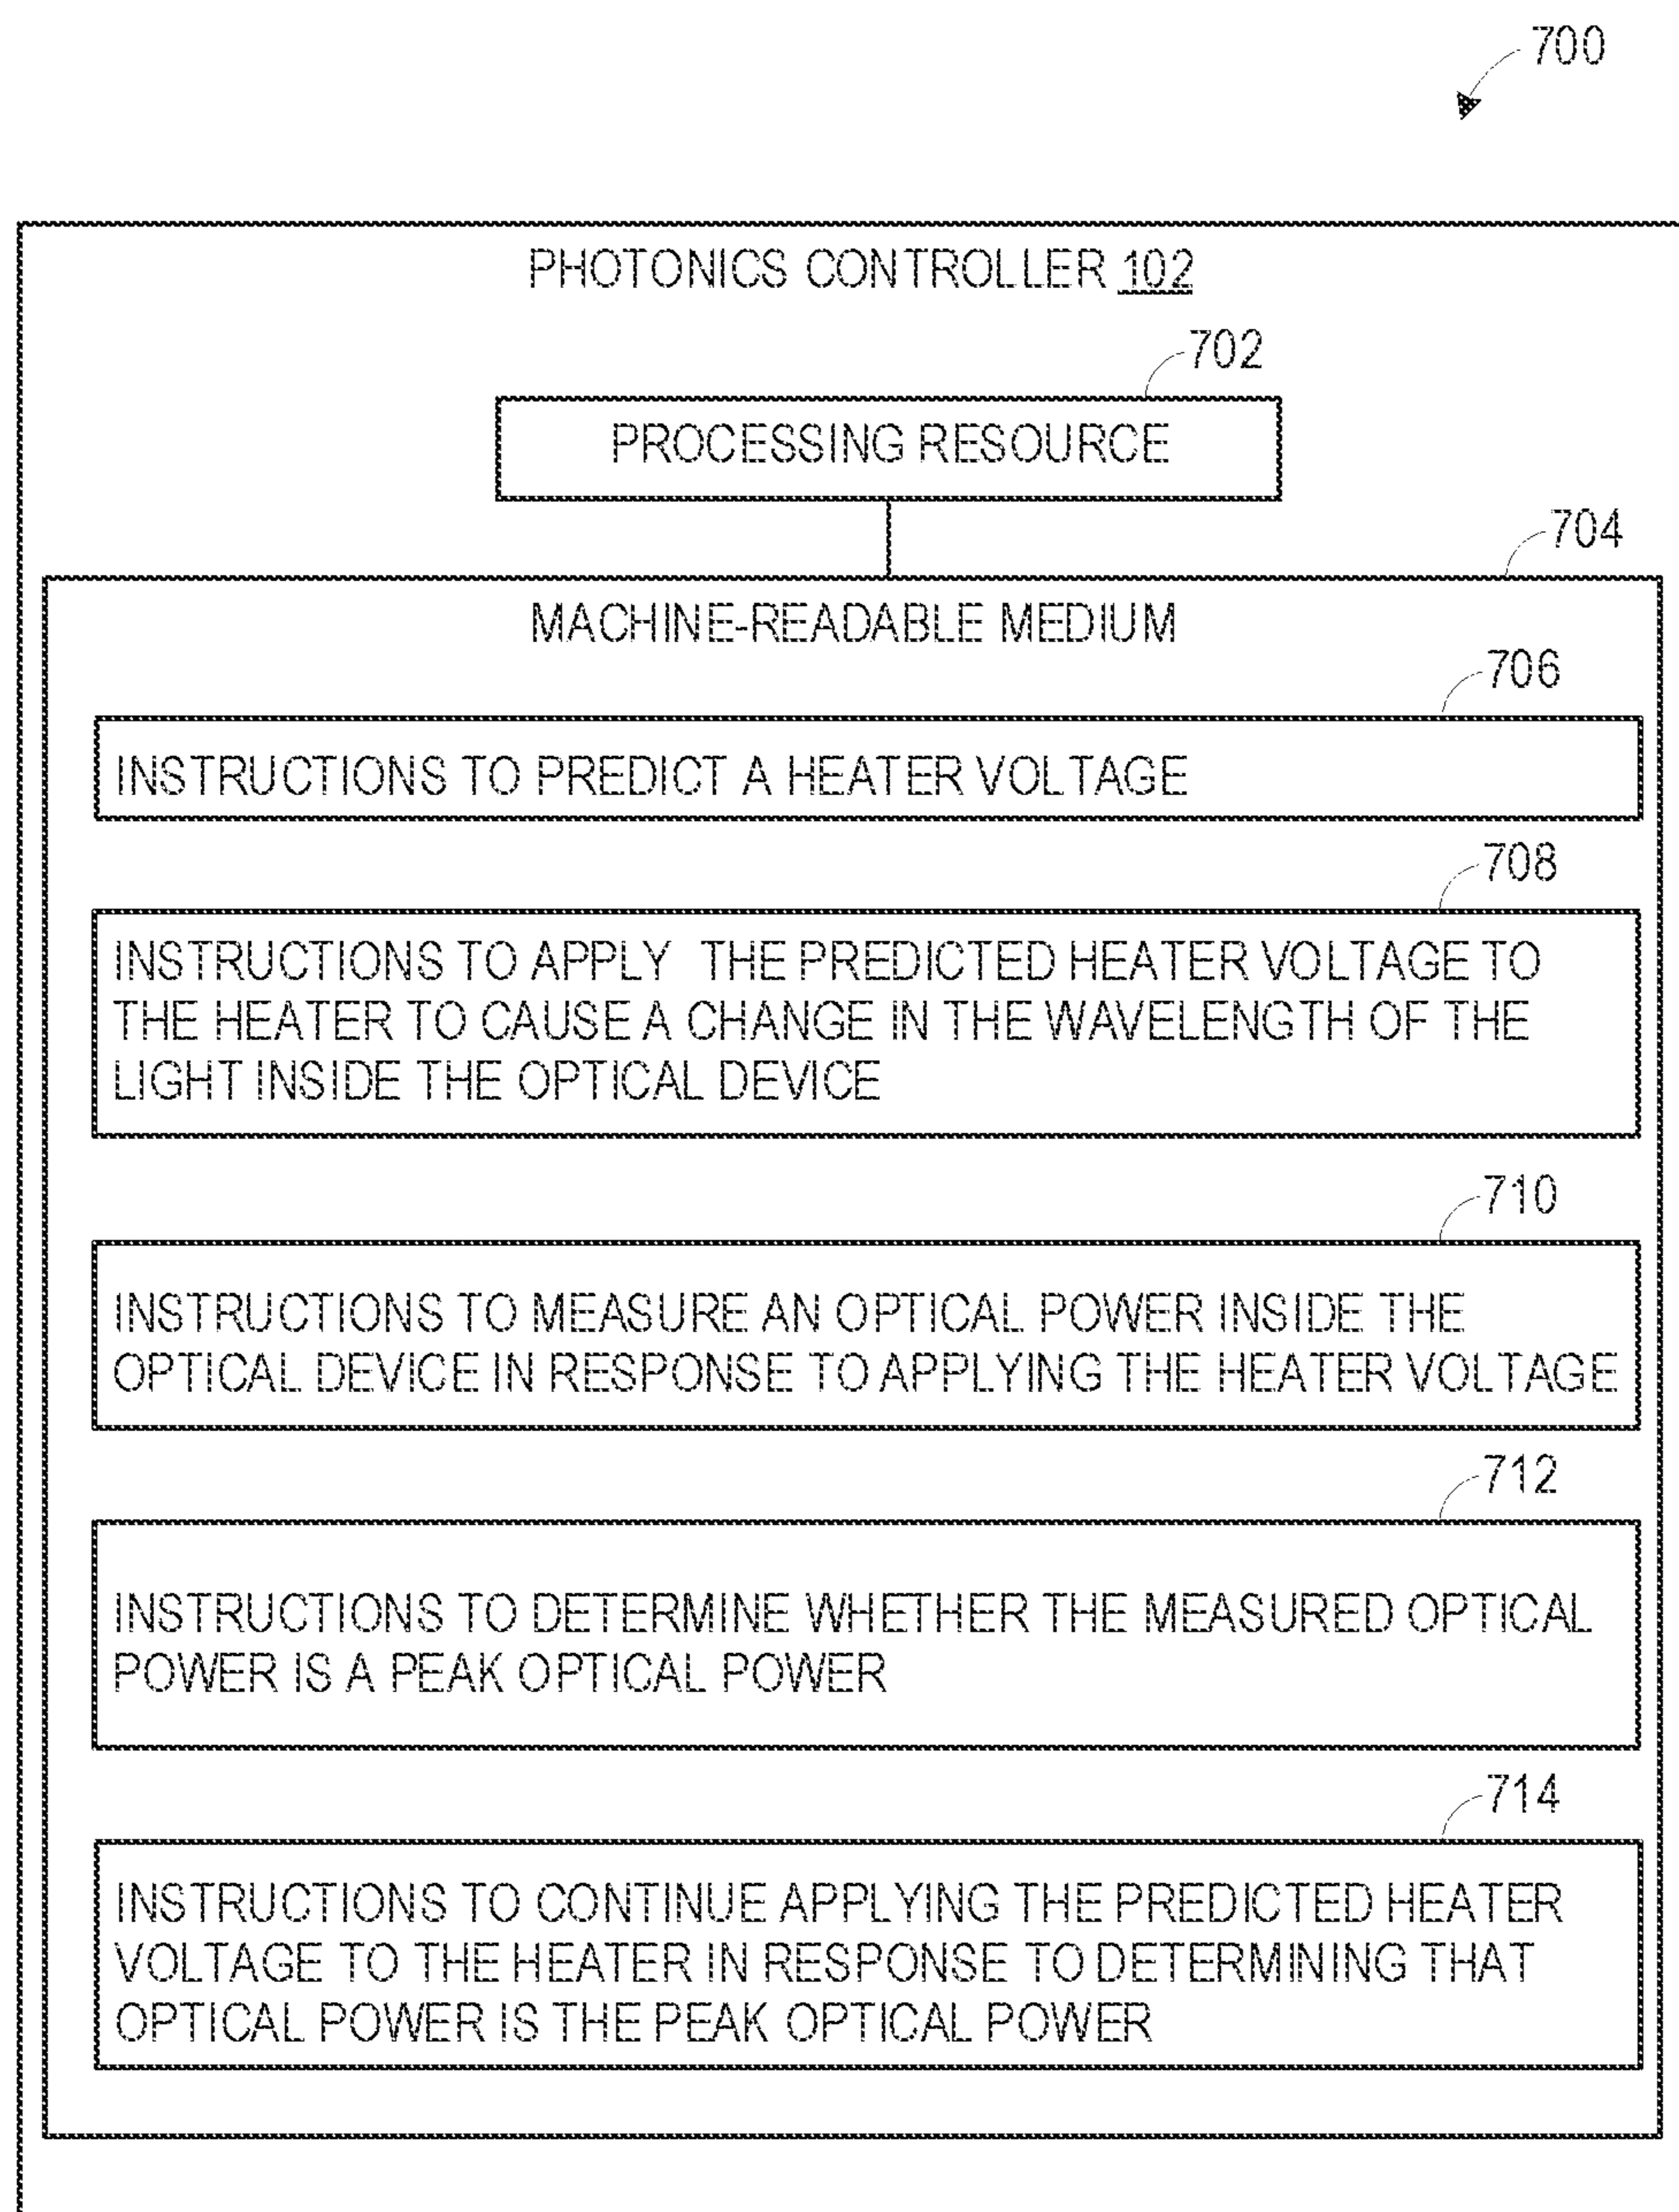 700
PHOTONICS CONTROLLER 102
702
PROCESSING RESOURCE
704
MACHINE-READABLE MEDIUM
706
INSTRUCTIONS TO PREDICT A HEATER VOLTAGE
708
INSTRUCTIONS TO APPLY THE PREDICTED HEATER VOLTAGE TO
THE HEATER TO CAUSE A CHANGE IN THE WAVELENGTH OF THE
LIGHT INSIDE THE OPTICAL DEVICE
710
INSTRUCTIONS TO MEASURE AN OPTICAL POWER INSIDE THE
OPTICAL DEVICE IN RESPONSE TO APPLYING THE HEATER VOLTAGE
712
INSTRUCTIONS TO DETERMINE WHETHER THE MEASURED OPTICAL
POWER IS A PEAK OPTICAL POWER
714
INSTRUCTIONS TO CONTINUE APPLYING THE PREDICTED HEATER
VOLTAGE TO THE HEATER IN RESPONSE TO DETERMINING THAT
OPTICAL POWER IS THE PEAK OPTICAL POWER